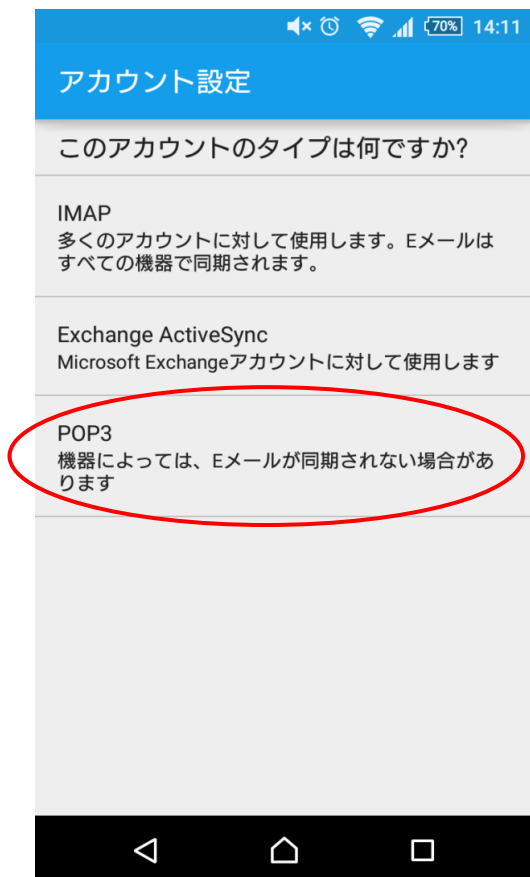 70% 14:11
アカウント設定
このアカウントのタイプは何ですか?
IMAP
多くのアカウントに対して使用します。Eメールは
すべての機器で同期されます。
Exchange ActiveSync
Microsoft Exchangeアカウントに対して使用します
POP3
機器によっては、Eメールが同期されない場合があ
ります